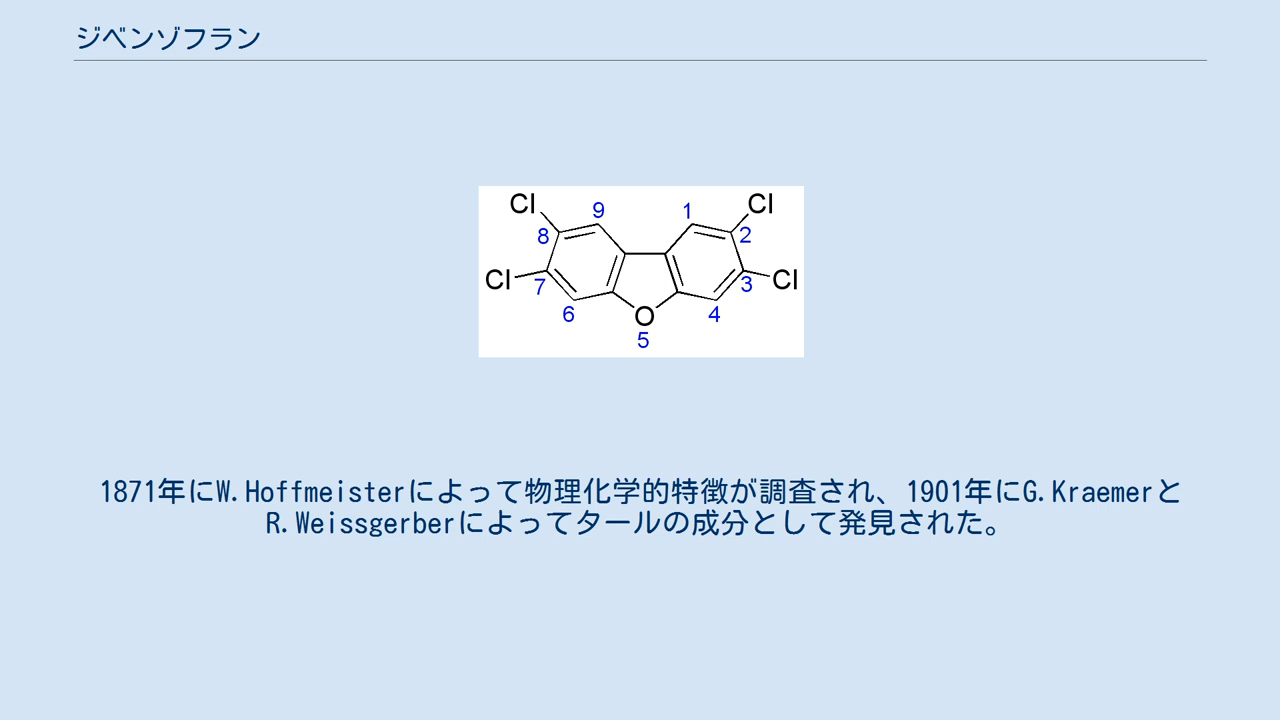 ジベンゾフラン
Cl 9 1 Cl
8 2
Cl 7 3 Cl
6 O 4
5
1871年にW.Hoffmeisterによって物理化学的特徴が調査され、1901年にG.Kraemerと
R.Weissgerberによってタールの成分として発見された。